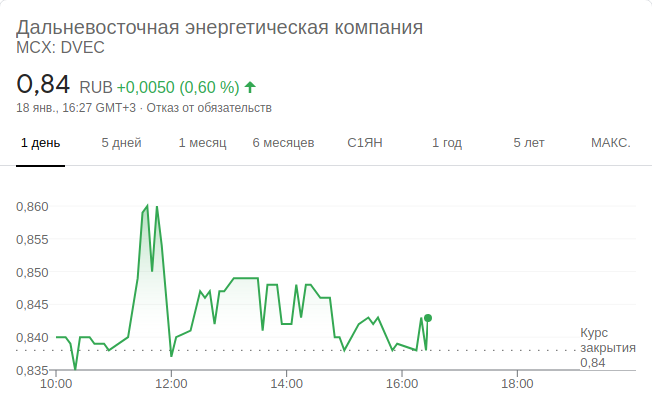 Дальневосточная энергетическая компания
MCX: DVEC
0,84 RUB +0,0050 (0,60 %)
18 янв., 16:27 GMT+3 · Отказ от обязательств
1 день 5 дней 1 месяц 6 месяцев С1ЯН 1 год 5 лет МАКС.
0,860
0,855
0,850
0,845
0,840
0,835
Курс
закрытия
0,84
10:00 12:00 14:00 16:00 18:00